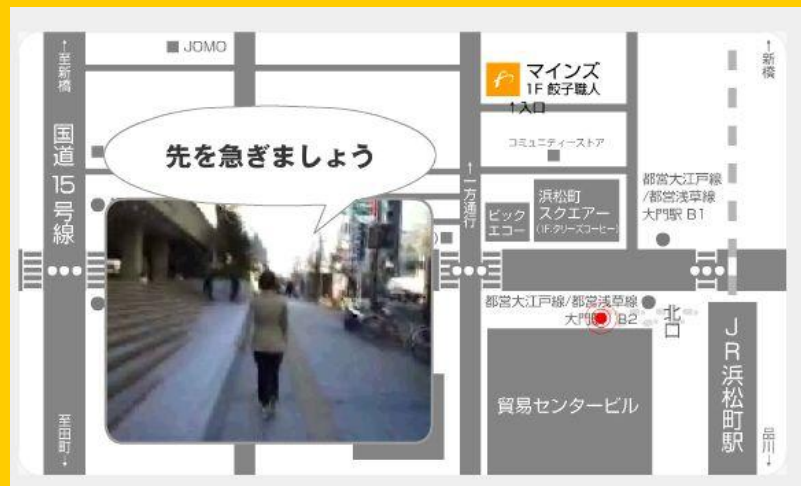 ↑至新橋
JOMO
マインズ
1F 餃子職人
↑入口
↑新橋
国道15号線
先を急ぎましょう
コミュニティーストア
↑一方通行
ビック
エコー
浜松町
スクエアー
(1F.タリーズコーヒー)
都営大江戸線
/都営浅草線
大門駅 B1
都営大江戸線/都営浅草線
大門 B2
北口
JR浜松町駅
貿易センタービル
至田町↓
品川↓